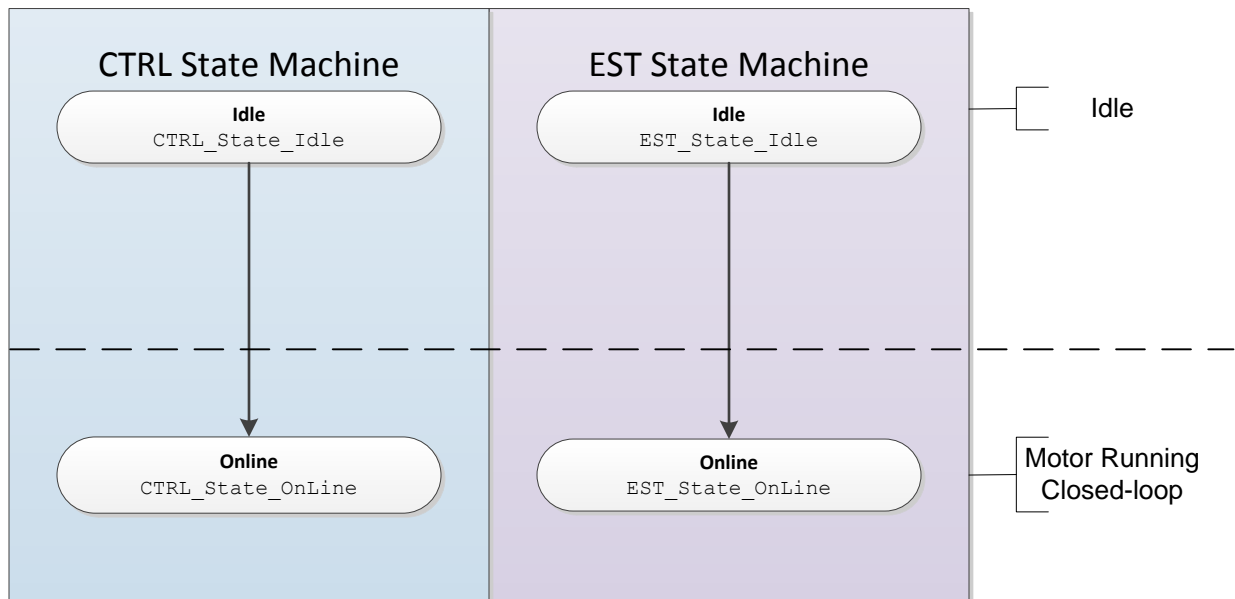 CTRL State Machine
EST State Machine
Idle
CTRL_State_Idle
Idle
EST_State_Idle
Idle
Online
CTRL_State_OnLine
Online
EST_State_OnLine
Motor Running
Closed-loop